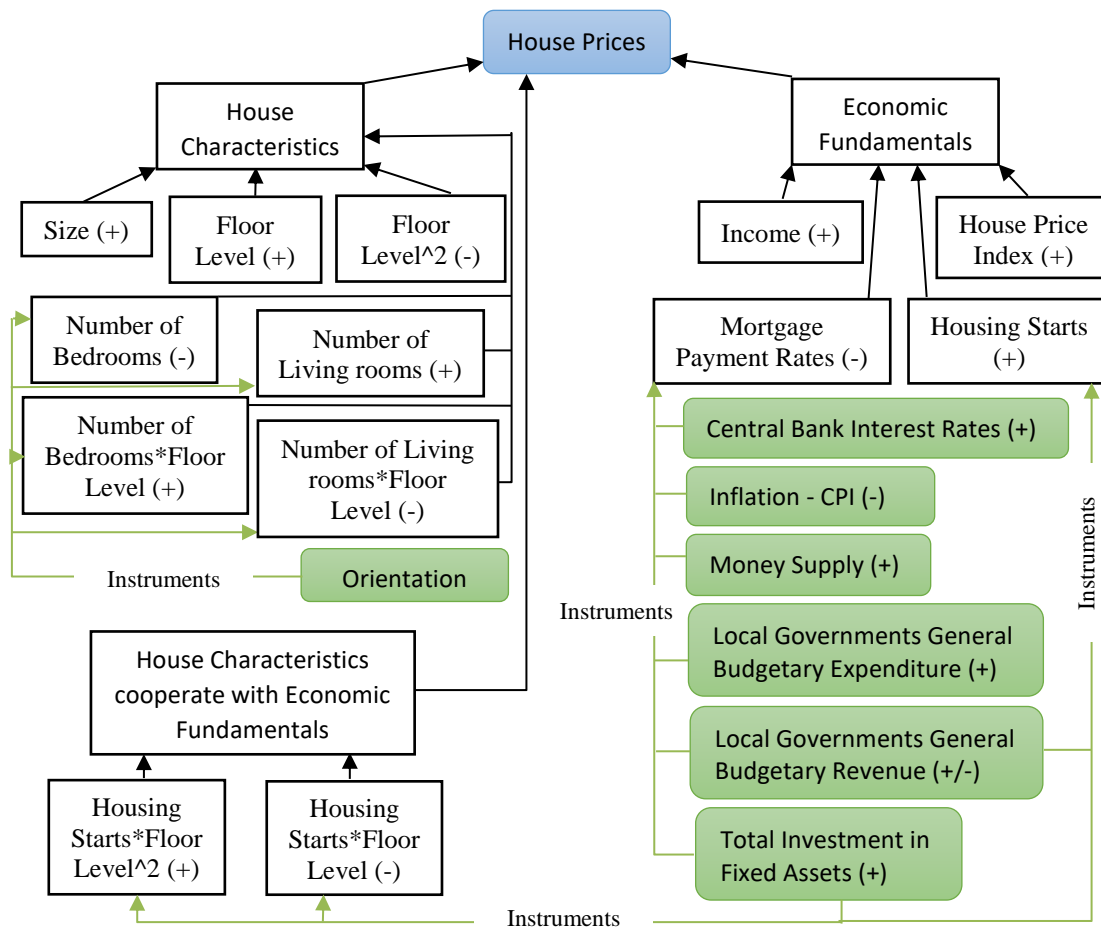 House Prices
House
Characteristics
Economic
Fundamentals
Size (+)
Floor
Level (+)
Floor
Level^2 (-)
Income (+)
House Price
Index (+)
Number of
Bedrooms (-)
Number of
Living rooms (+)
Mortgage
Payment Rates (-)
Housing Starts
(+)
Number of
Bedrooms*Floor
Level (+)
Number of Living
rooms*Floor
Level (-)
Instruments
Orientation
Central Bank Interest Rates (+)
Inflation - CPI (-)
Money Supply (+)
Instruments
Instruments
Local Governments General
Budgetary Expenditure (+)
Local Governments General
Budgetary Revenue (+/-)
Total Investment in
Fixed Assets (+)
House Characteristics
cooperate with Economic
Fundamentals
Housing
Starts*Floor
Level^2 (+)
Housing
Starts*Floor
Level (-)
Instruments